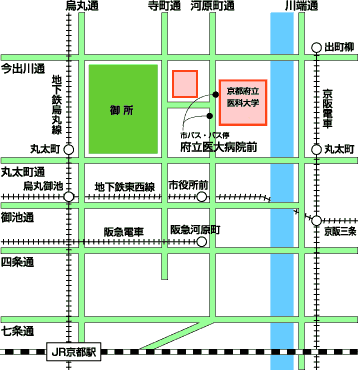 烏丸通
寺町通
河原町通
川端通
出町柳
今出川通
地下鉄烏丸線
御所
京都府立
医科大学
京阪電車
市バス・バス停
府立医大病院前
丸太町
丸太町
丸太町通
烏丸御池
地下鉄東西線
市役所前
御池通
阪急電車
阪急河原町
京阪三条
四条通
七条通
JR京都駅